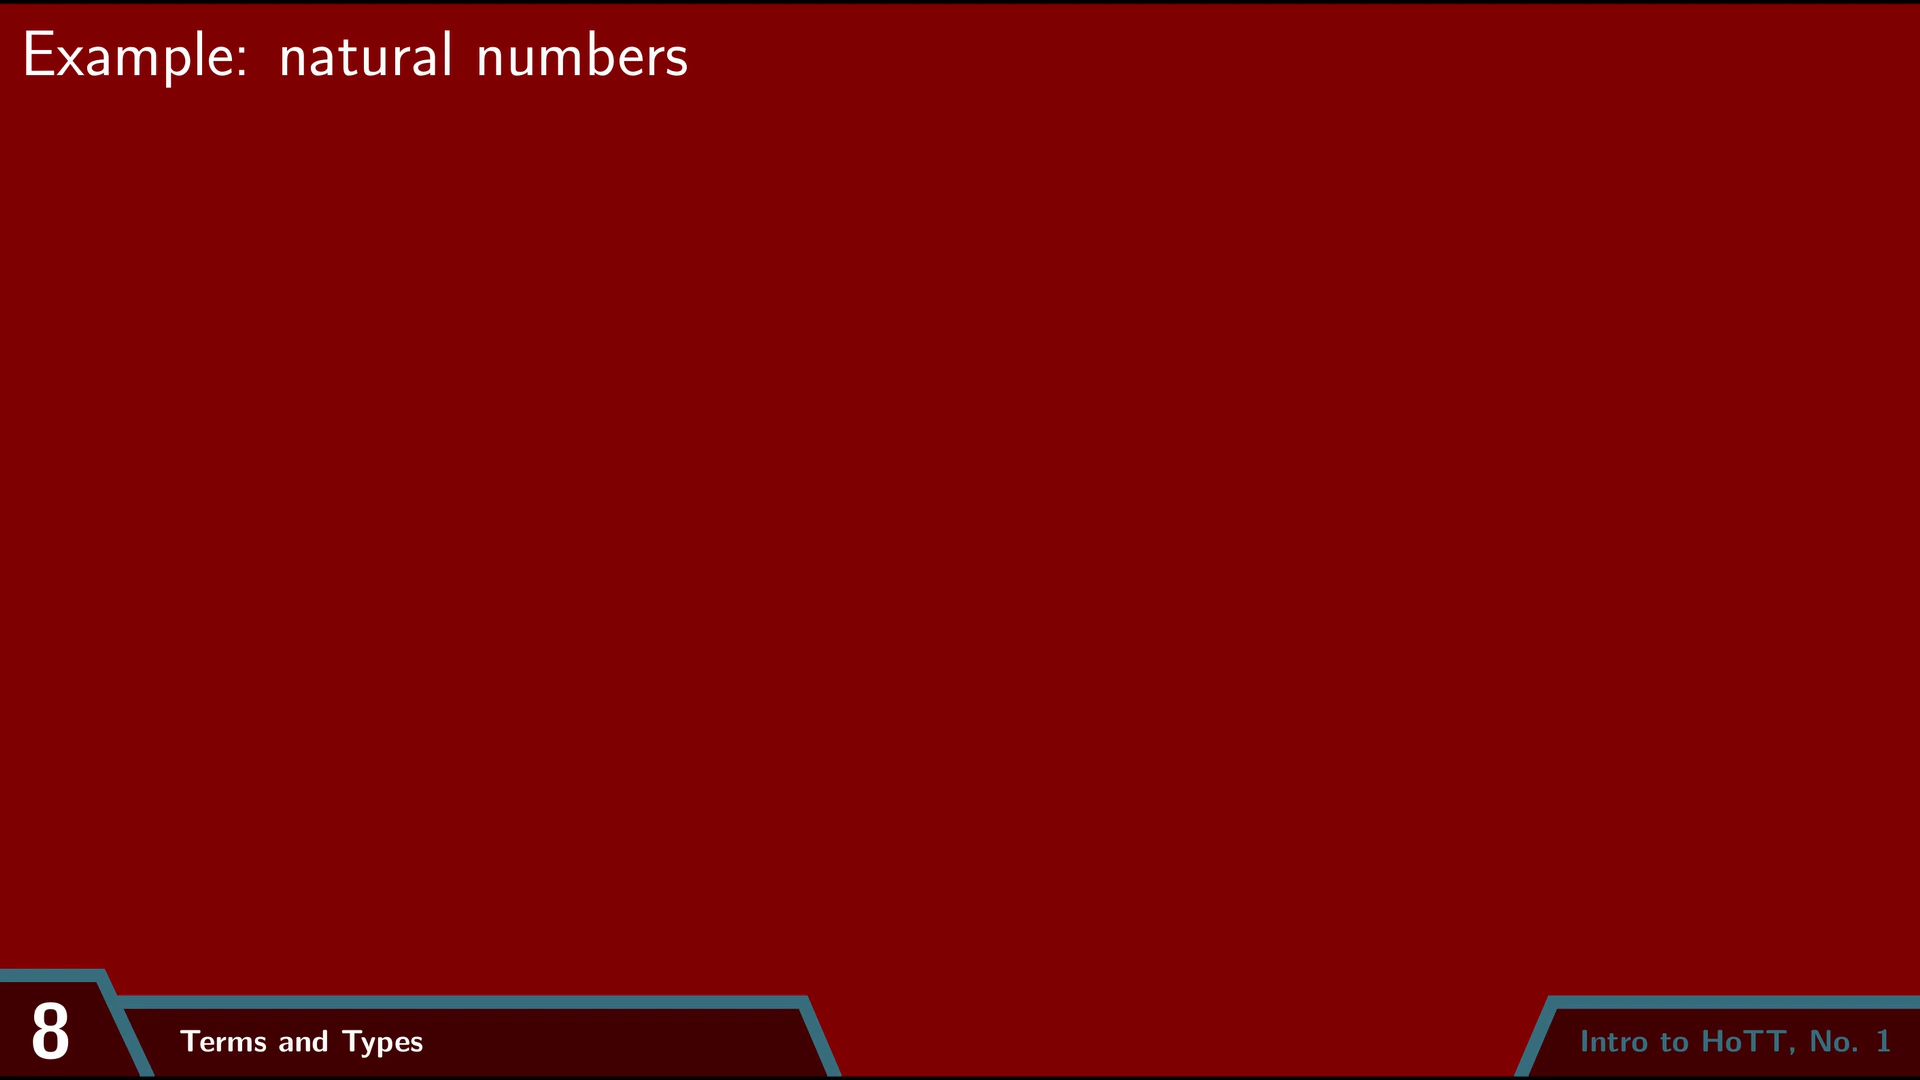 Example: natural numbers
8
Terms and Types
Intro to HoTT, No. 1